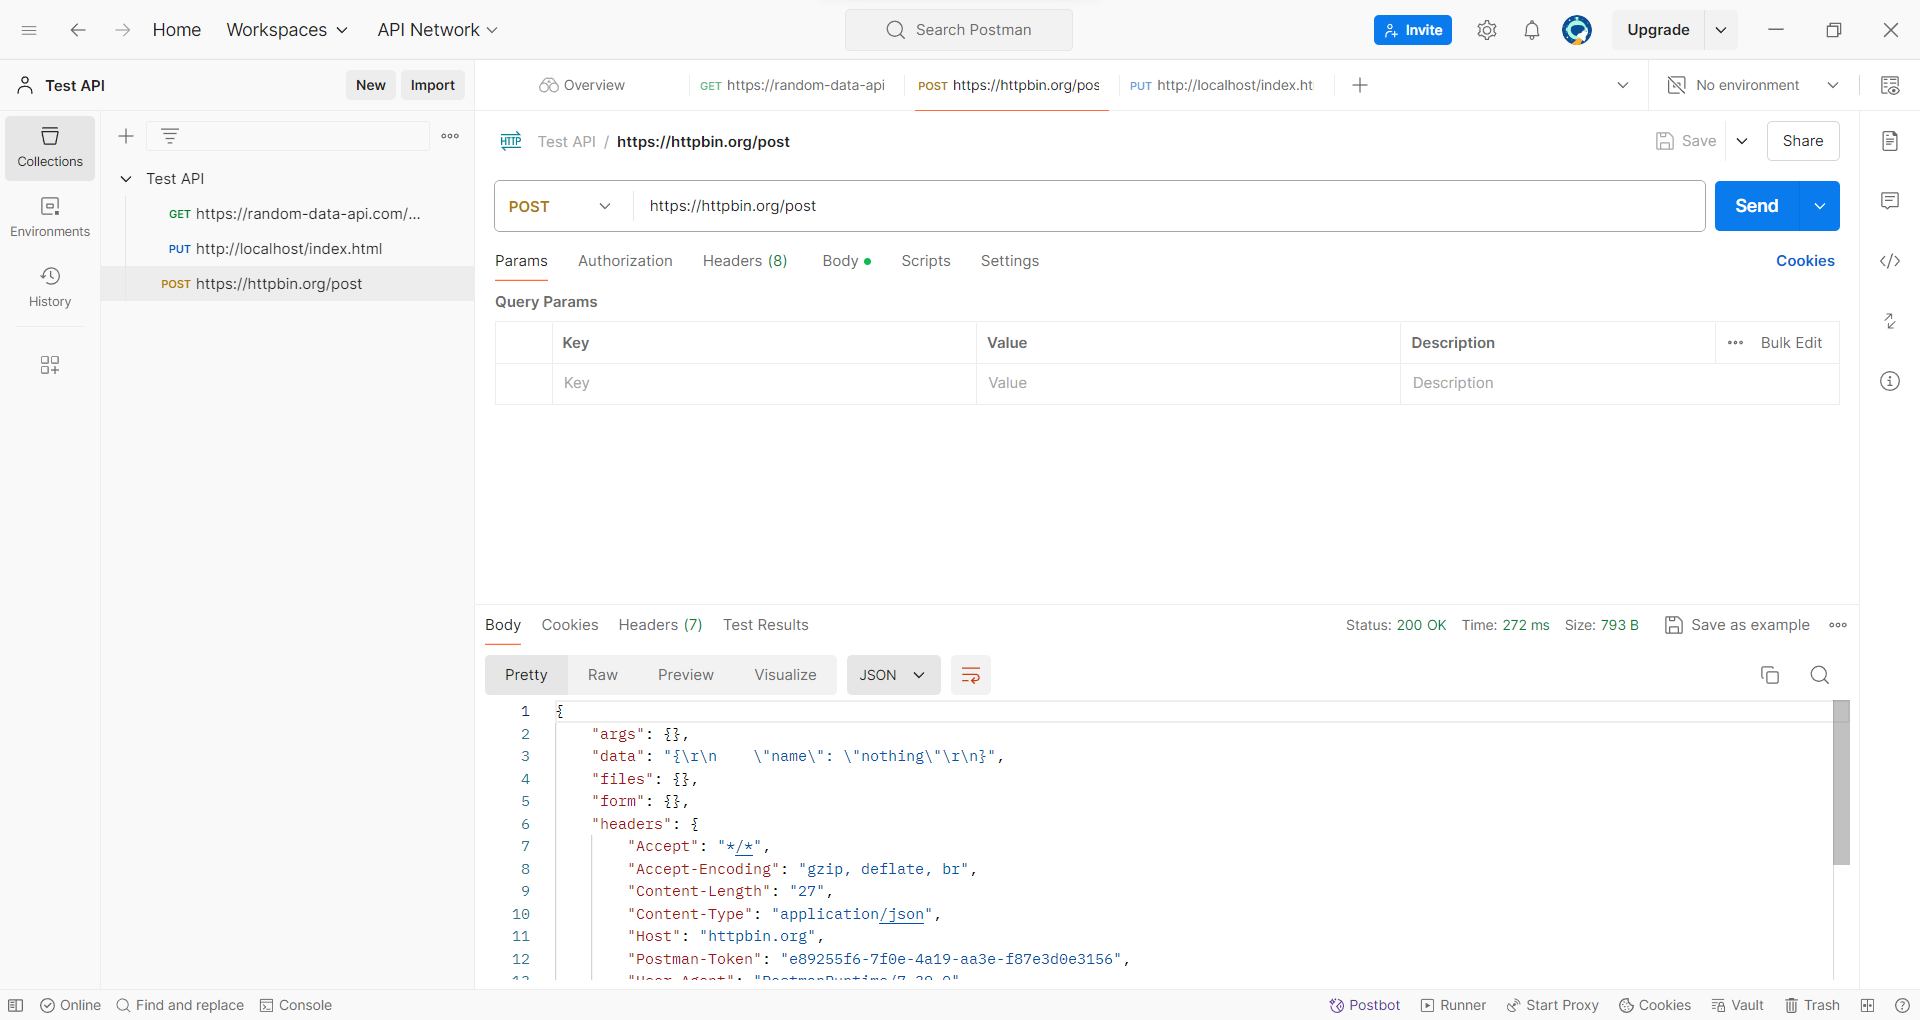 Home Workspaces API Network Search Postman Invite Upgrade
Test API New Import Overview GET https://random-data-api POST https://httpbin.org/pos PUT http://localhost/index.ht No environment
Collections
Environments
History
Test API
GET https://random-data-api.com/...
PUT http://localhost/index.html
POST https://httpbin.org/post
HTTP Test API / https://httpbin.org/post Save Share
POST https://httpbin.org/post Send
Params Authorization Headers (8) Body Scripts Settings Cookies
Query Params
Key Value Description Bulk Edit
Key Value Description
Body Cookies Headers (7) Test Results Status: 200 OK Time: 272 ms Size: 793 B Save as example
Pretty Raw Preview Visualize JSON
1 {
2 "args": {},
3 "data": "{\r\n    \"name\": \"nothing\"\r\n}",
4 "files": {},
5 "form": {},
6 "headers": {
7 "Accept": "*/*",
8 "Accept-Encoding": "gzip, deflate, br",
9 "Content-Length": "27",
10 "Content-Type": "application/json",
11 "Host": "httpbin.org",
12 "Postman-Token": "e89255f6-7f0e-4a19-aa3e-f87e3d0e3156",
Online Find and replace Console Postbot Runner Start Proxy Cookies Vault Trash